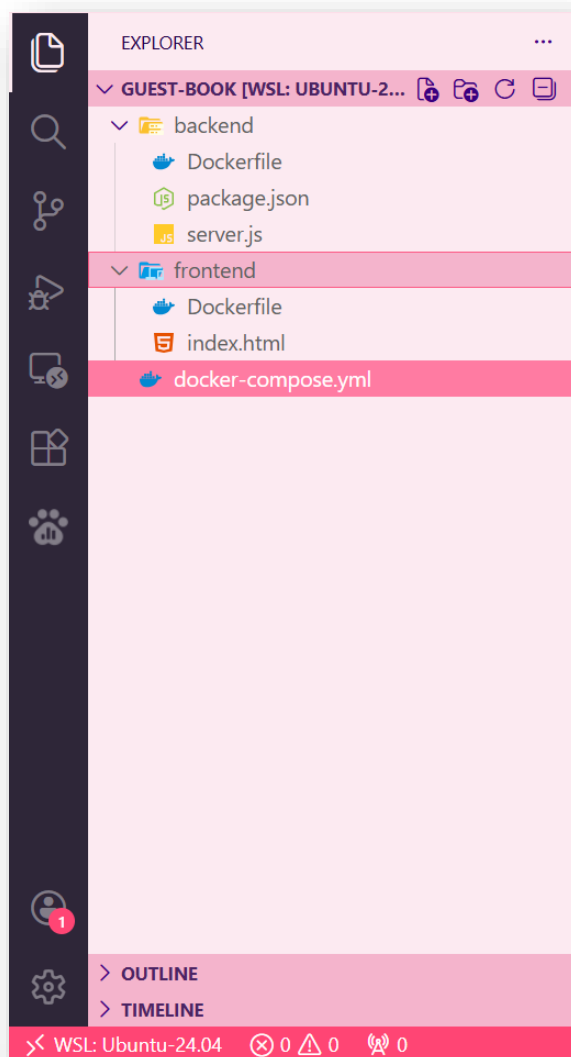 EXPLORER
GUEST-BOOK [WSL: UBUNTU-2...
backend
Dockerfile
package.json
JS server.js
frontend
Dockerfile
index.html
docker-compose.yml
1
OUTLINE
TIMELINE
WSL: Ubuntu-24.04 0 0 0